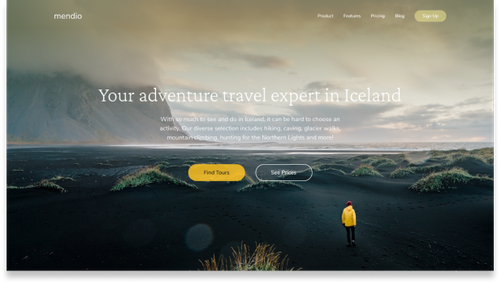 mendio
Product Features Pricing Blog Sign Up
Your adventure travel expert in Iceland
With so much to see and do in Iceland, it can be hard to choose an
activity. Our diverse selection includes hiking, caving, glacier walks,
mountain climbing, hunting for the Northern Lights and more!
Find Tours See Prices